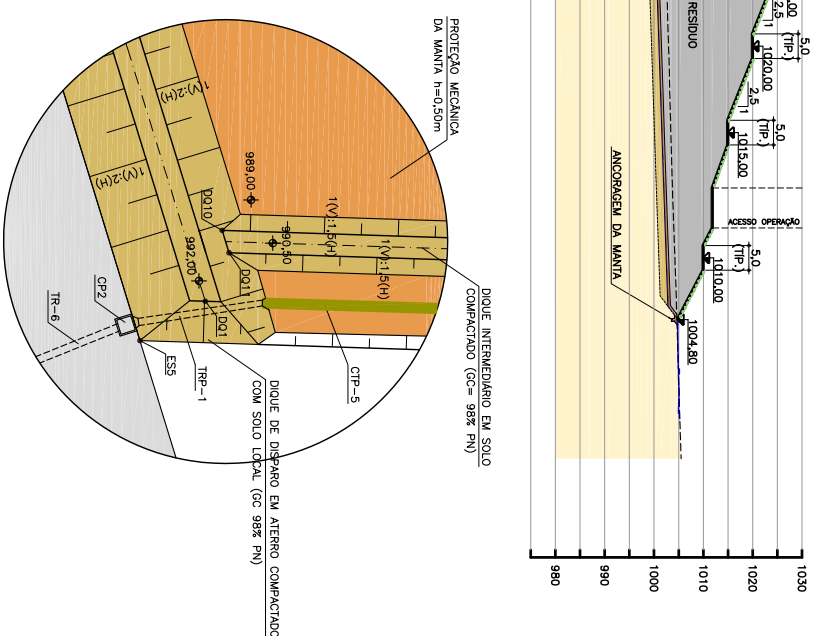 PROTEÇÃO MECÂNICA
DA MANTA h=0,50m
989,00
1(V):2(H)
1(V):2(H)
DQ10
992,00
990,50
1(V):1,5(H)
1(V):1,5(H)
DQ11
DQ1
CP2
TR-6
ES5
TRP-1
CTP-5
DIQUE INTERMEDIÁRIO EM SOLO
COMPACTADO (GC= 98% PN)
DIQUE DE DISPARO EM ATERRO COMPACTADO
COM SOLO LOCAL (GC 98% PN)
RESÍDUO
,00
2,5
1
5,0
(TIP.)
1020,00
2,5
1
5,0
(TIP.)
1015,00
ACESSO OPERAÇÃO
5,0
(TIP.)
1010,00
ANCORAGEM DA MANTA
1004,80
1030
1020
1010
1000
990
980